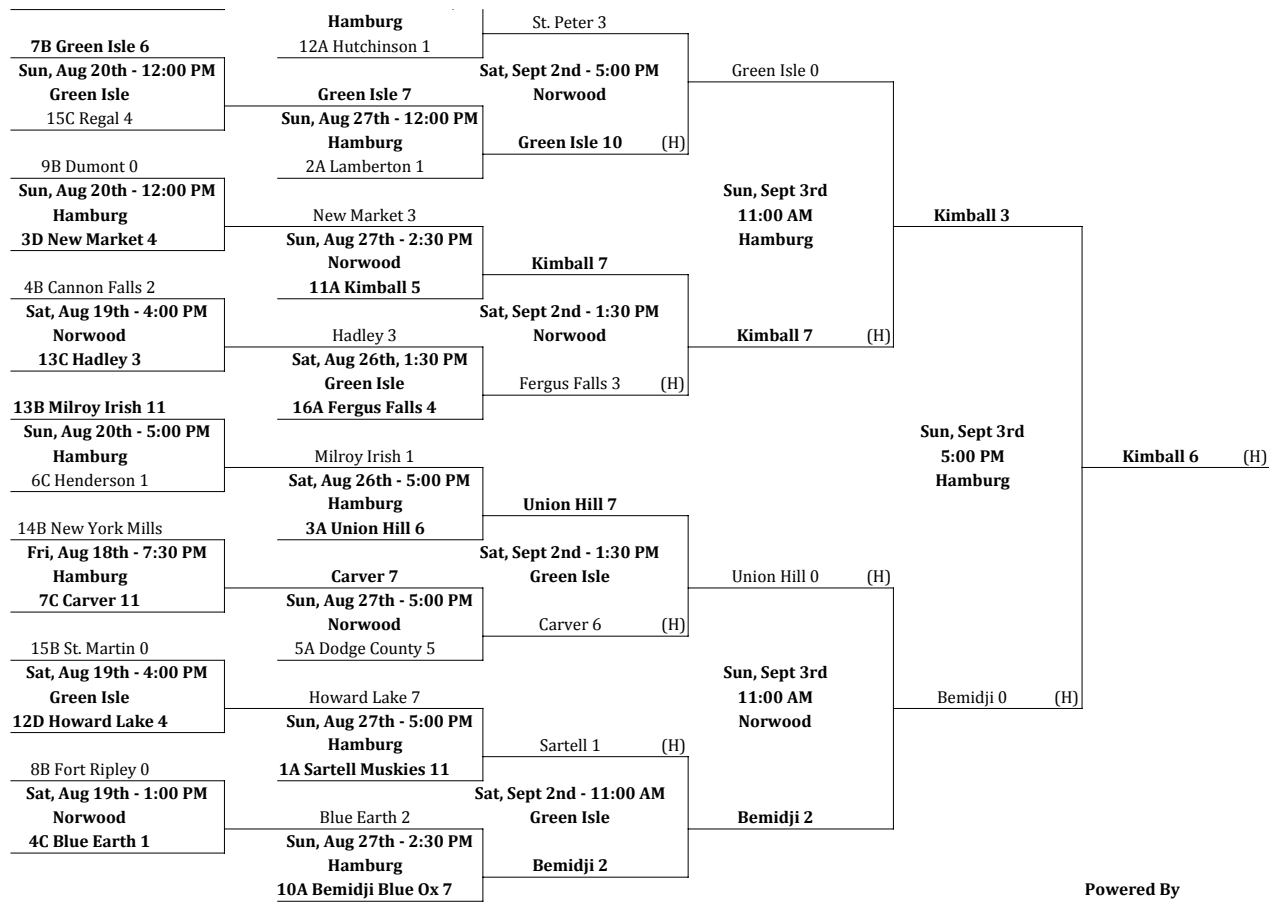 Hamburg
12A Hutchinson 1
St. Peter 3
7B Green Isle 6
Sun, Aug 20th - 12:00 PM
Green Isle
15C Regal 4
Green Isle 7
Sun, Aug 27th - 12:00 PM
Hamburg
2A Lamberton 1
Sat, Sept 2nd - 5:00 PM
Norwood
Green Isle 10 (H)
Green Isle 0
9B Dumont 0
Sun, Aug 20th - 12:00 PM
Hamburg
3D New Market 4
New Market 3
Sun, Aug 27th - 2:30 PM
Norwood
11A Kimball 5
Kimball 7
Sun, Sept 3rd
11:00 AM
Hamburg
Kimball 3
4B Cannon Falls 2
Sat, Aug 19th - 4:00 PM
Norwood
13C Hadley 3
Hadley 3
Sat, Aug 26th, 1:30 PM
Green Isle
16A Fergus Falls 4
Sat, Sept 2nd - 1:30 PM
Norwood
Fergus Falls 3 (H)
Kimball 7 (H)
13B Milroy Irish 11
Sun, Aug 20th - 5:00 PM
Hamburg
6C Henderson 1
Milroy Irish 1
Sat, Aug 26th - 5:00 PM
Hamburg
3A Union Hill 6
Union Hill 7
Sun, Sept 3rd
5:00 PM
Hamburg
Kimball 6 (H)
14B New York Mills
Fri, Aug 18th - 7:30 PM
Hamburg
7C Carver 11
Carver 7
Sun, Aug 27th - 5:00 PM
Norwood
5A Dodge County 5
Sat, Sept 2nd - 1:30 PM
Green Isle
Carver 6 (H)
Union Hill 0 (H)
15B St. Martin 0
Sat, Aug 19th - 4:00 PM
Green Isle
12D Howard Lake 4
Howard Lake 7
Sun, Aug 27th - 5:00 PM
Hamburg
1A Sartell Muskies 11
Sartell 1 (H)
Sun, Sept 3rd
11:00 AM
Norwood
Bemidji 0 (H)
8B Fort Ripley 0
Sat, Aug 19th - 1:00 PM
Norwood
4C Blue Earth 1
Blue Earth 2
Sun, Aug 27th - 2:30 PM
Hamburg
10A Bemidji Blue Ox 7
Sat, Sept 2nd - 11:00 AM
Green Isle
Bemidji 2
Bemidji 2
Powered By